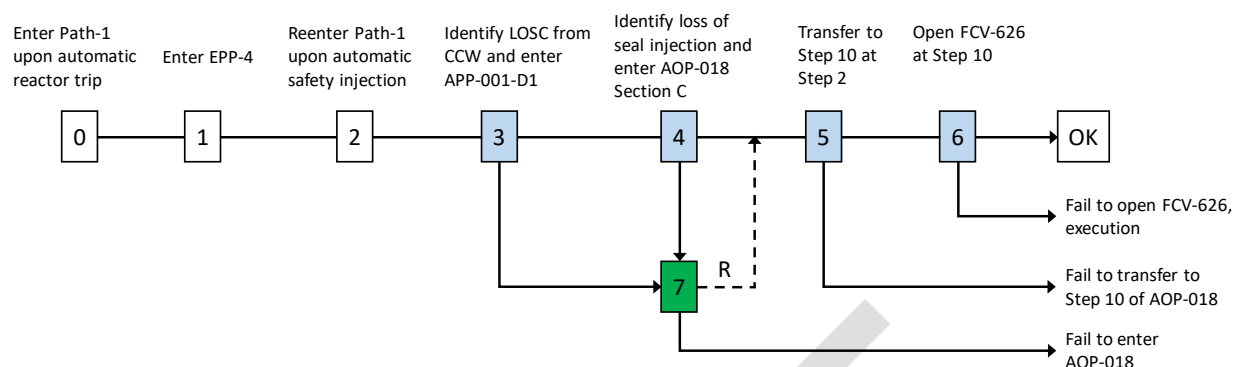 Enter Path-1
upon automatic
reactor trip
Enter EPP-4
Reenter Path-1
upon automatic
safety injection
Identify LOSC from
CCW and enter
APP-001-D1
Identify loss of
seal injection and
enter AOP-018
Section C
Transfer to
Step 10 at
Step 2
Open FCV-626
at Step 10
0
1
2
3
4
5
6
OK
Fail to open FCV-626,
execution
7
R
Fail to transfer to
Step 10 of AOP-018
Fail to enter
AOP-018